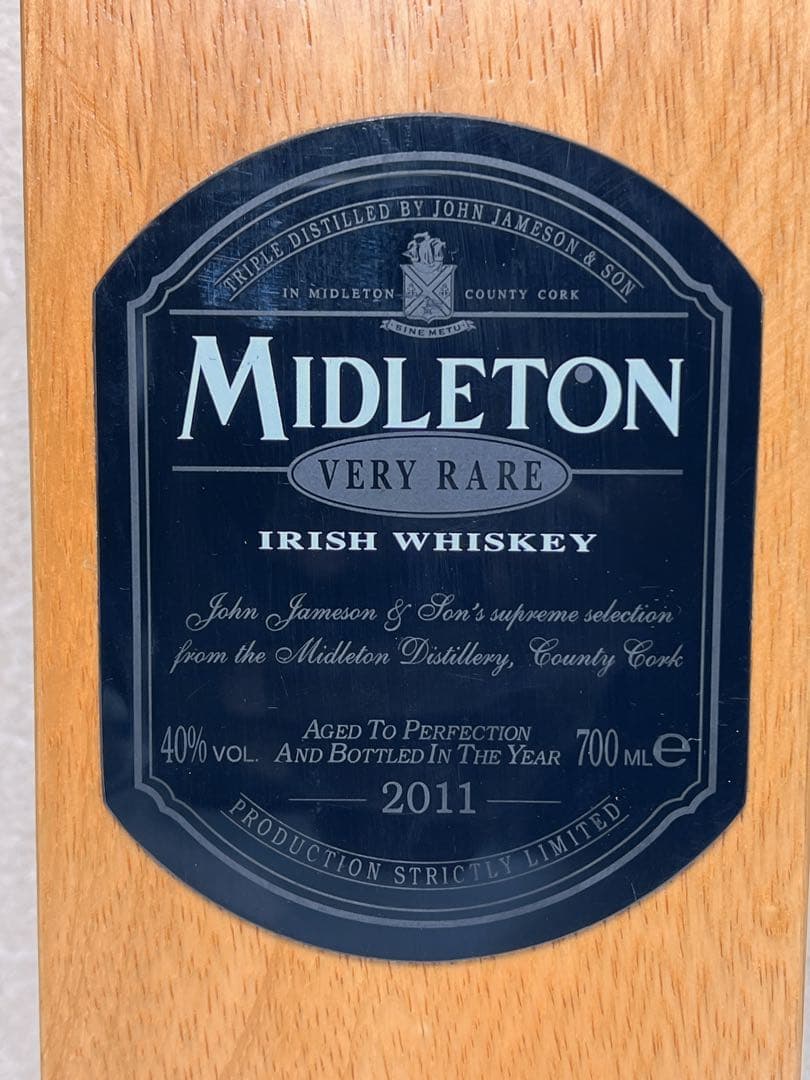 TRIPLE DISTILLED BY JOHN JAMESON & SON
IN MIDLETON COUNTY CORK
SINE METU
MIDLETON
VERY RARE
IRISH WHISKEY
John Jameson & Son's supreme selection
from the Midleton Distillery, County Cork
40% VOL. AGED TO PERFECTION 700 ML e
AND BOTTLED IN THE YEAR
2011
PRODUCTION STRICTLY LIMITED